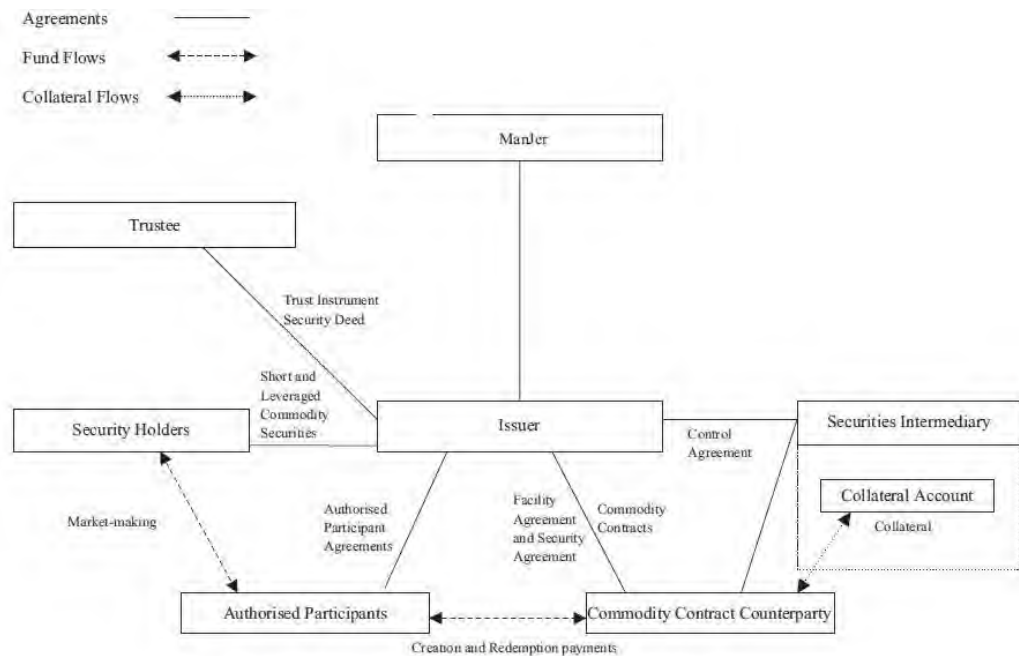 Agreements
Fund Flows
Collateral Flows
ManJer
Trustee
Trust Instrument
Security Deed
Short and
Leveraged
Commodity
Securities
Security Holders
Issuer
Securities Intermediary
Control
Agreement
Collateral Account
Collateral
Market-making
Authorised
Participant
Agreements
Facility
Agreement
and Security
Agreement
Commodity
Contracts
Authorised Participants
Commodity Contract Counterparty
Creation and Redemption payments